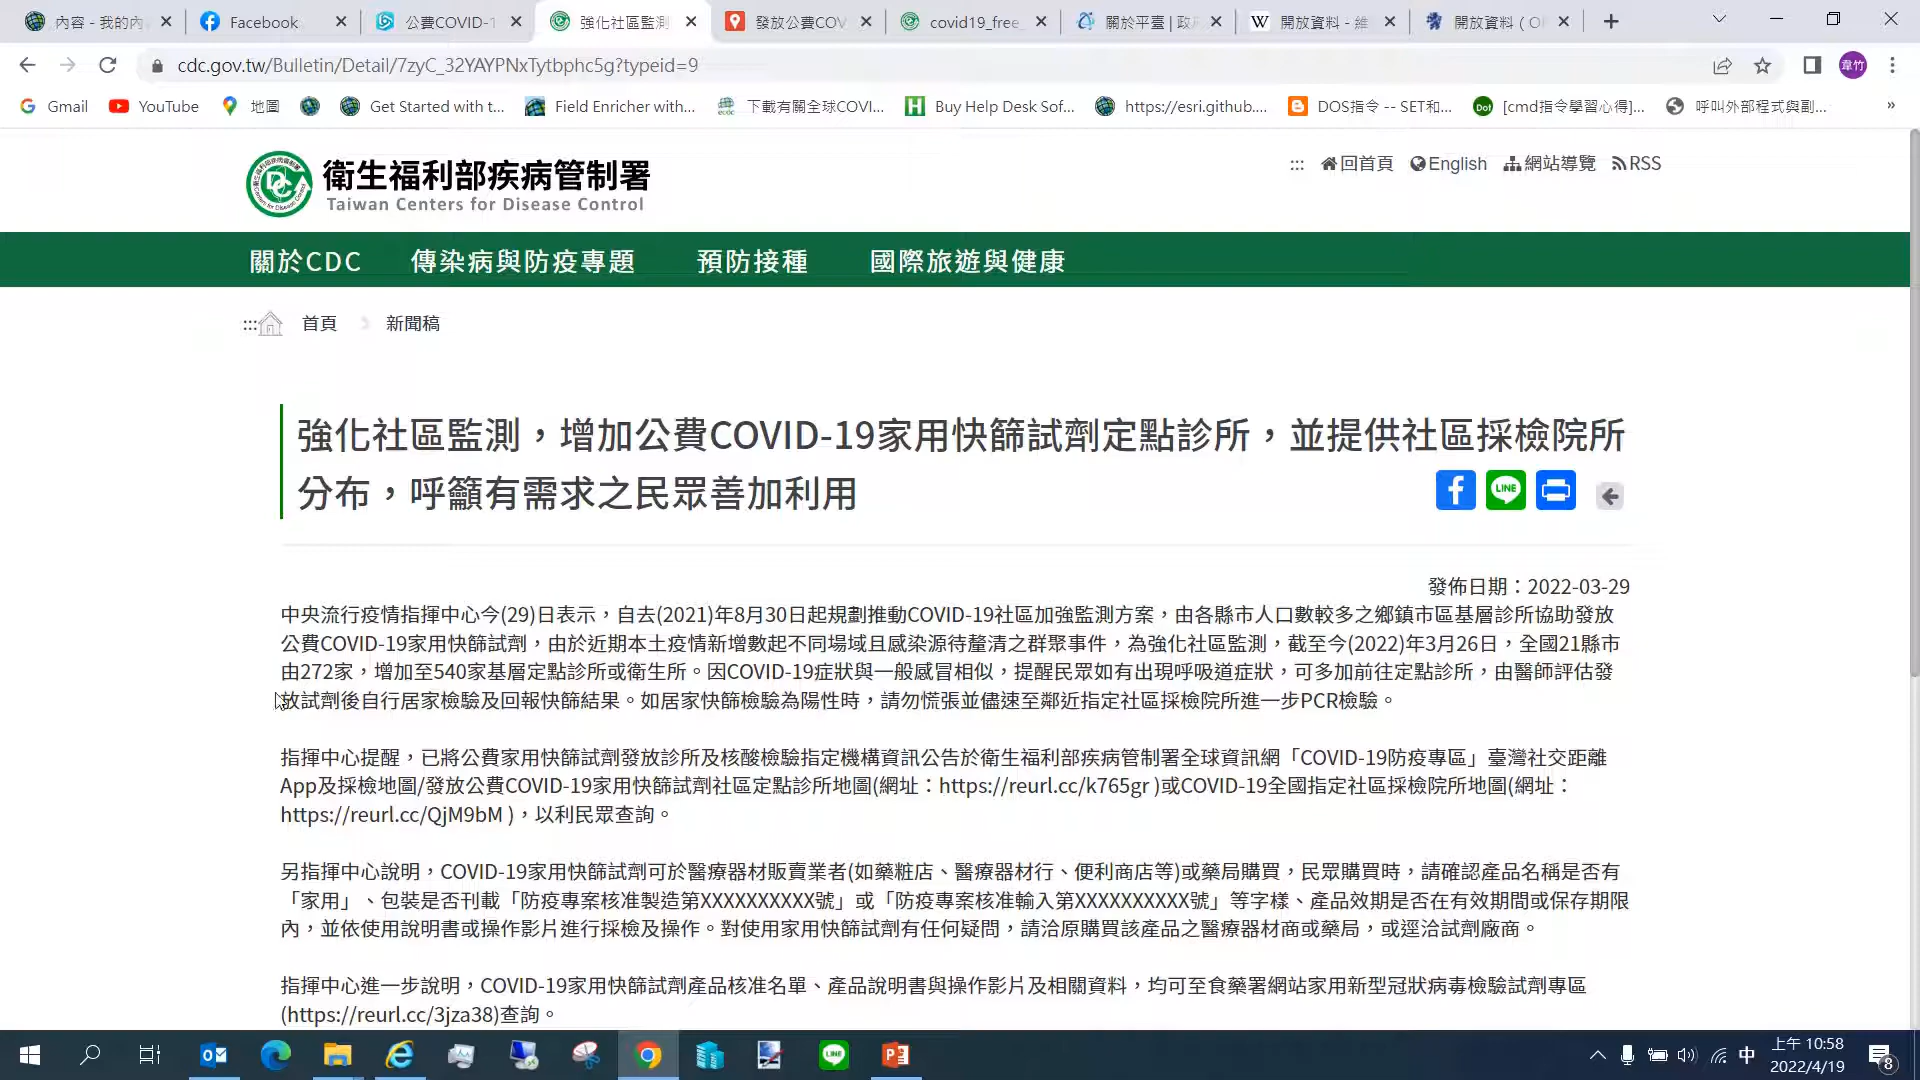 內容 - 我的內
Facebook
公費COVID-1
強化社區監測
發放公費COV
covid19_free_
關於平臺 | 政
開放資料 - 維
開放資料 ( O
cdc.gov.tw/Bulletin/Detail/7zyC_32YAYPNxTytbphc5g?typeid=9
韋竹
Gmail
YouTube
地圖
Get Started with t...
Field Enricher with...
下載有關全球COVI...
Buy Help Desk Sof...
https://esri.github....
DOS指令 -- SET和...
[cmd指令學習心得]...
呼叫外部程式與副...
»
衛生福利部疾病管制署
Taiwan Centers for Disease Control
:::
回首頁
English
網站導覽
RSS
關於CDC
傳染病與防疫專題
預防接種
國際旅遊與健康
:::
首頁
新聞稿
強化社區監測，增加公費COVID-19家用快篩試劑定點診所，並提供社區採檢院所
分布，呼籲有需求之民眾善加利用
LINE
發佈日期：2022-03-29
中央流行疫情指揮中心今(29)日表示，自去(2021)年8月30日起規劃推動COVID-19社區加強監測方案，由各縣市人口數較多之鄉鎮市區基層診所協助發放
公費COVID-19家用快篩試劑，由於近期本土疫情新增數起不同場域且感染源待釐清之群聚事件，為強化社區監測，截至今(2022)年3月26日，全國21縣市
由272家，增加至540家基層定點診所或衛生所。因COVID-19症狀與一般感冒相似，提醒民眾如有出現呼吸道症狀，可多加前往定點診所，由醫師評估發
放試劑後自行居家檢驗及回報快篩結果。如居家快篩檢驗為陽性時，請勿慌張並儘速至鄰近指定社區採檢院所進一步PCR檢驗。
指揮中心提醒，已將公費家用快篩試劑發放診所及核酸檢驗指定機構資訊公告於衛生福利部疾病管制署全球資訊網「COVID-19防疫專區」臺灣社交距離
App及採檢地圖/發放公費COVID-19家用快篩試劑社區定點診所地圖(網址：https://reurl.cc/k765gr )或COVID-19全國指定社區採檢院所地圖(網址：
https://reurl.cc/QjM9bM )，以利民眾查詢。
另指揮中心說明，COVID-19家用快篩試劑可於醫療器材販賣業者(如藥粧店、醫療器材行、便利商店等)或藥局購買，民眾購買時，請確認產品名稱是否有
「家用」、包裝是否刊載「防疫專案核准製造第XXXXXXXXXX號」或「防疫專案核准輸入第XXXXXXXXXX號」等字樣、產品效期是否在有效期間或保存期限
內，並依使用說明書或操作影片進行採檢及操作。對使用家用快篩試劑有任何疑問，請洽原購買該產品之醫療器材商或藥局，或逕洽試劑廠商。
指揮中心進一步說明，COVID-19家用快篩試劑產品核准名單、產品說明書與操作影片及相關資料，均可至食藥署網站家用新型冠狀病毒檢驗試劑專區
(https://reurl.cc/3jza38)查詢。
中
上午 10:58
2022/4/19
8